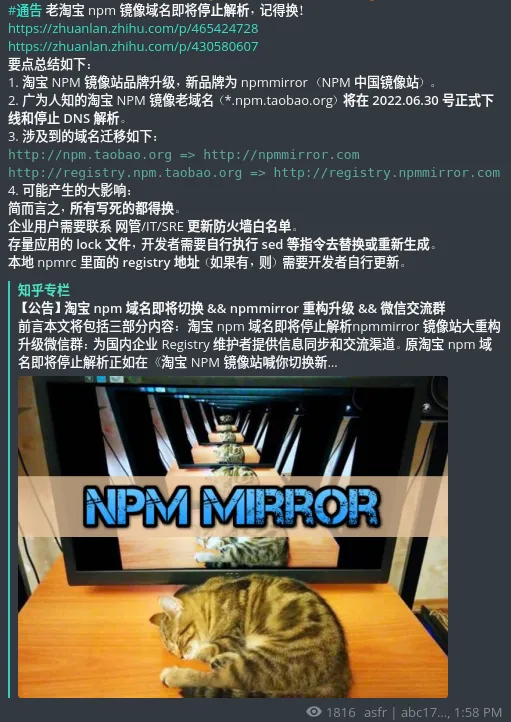 #通告 老淘宝 npm 镜像域名即将停止解析，记得换！
https://zhuanlan.zhihu.com/p/465424728
https://zhuanlan.zhihu.com/p/430580607
要点总结如下：
1. 淘宝 NPM 镜像站品牌升级，新品牌为 npmmirror （NPM 中国镜像站）。
2. 广为人知的淘宝 NPM 镜像老域名（*.npm.taobao.org）将在 2022.06.30 号正式下
线和停止 DNS 解析。
3. 涉及到的域名迁移如下：
http://npm.taobao.org => http://npmmirror.com
http://registry.npm.taobao.org => http://registry.npmmirror.com
4. 可能产生的大影响：
简而言之，所有写死的都得换。
企业用户需要联系 网管/IT/SRE 更新防火墙白名单。
存量应用的 lock 文件，开发者需要自行执行 sed 等指令去替换或重新生成。
本地 npmrc 里面的 registry 地址（如果有，则）需要开发者自行更新。
知乎专栏
【公告】淘宝 npm 域名即将切换 && npmmirror 重构升级 && 微信交流群
前言本文将包括三部分内容：淘宝 npm 域名即将停止解析npmmirror 镜像站大重构
升级微信群：为国内企业 Registry 维护者提供信息同步和交流渠道。原淘宝 npm 域
名即将停止解析正如在《淘宝 NPM 镜像站喊你切换新...
NPM MIRROR
1816 asfr | abc17..., 1:58 PM